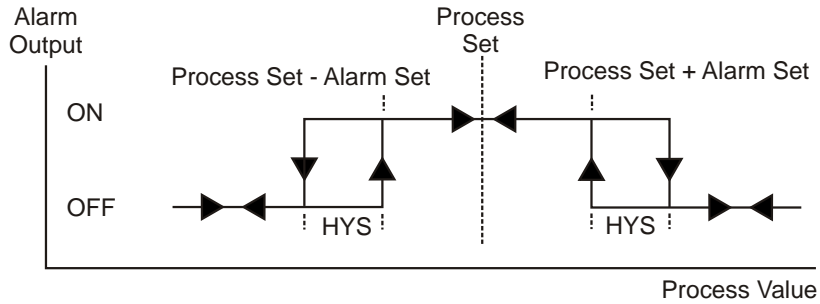 Alarm
Output
Process
Set
Process Set - Alarm Set
Process Set + Alarm Set
ON
OFF
HYS
HYS
Process Value